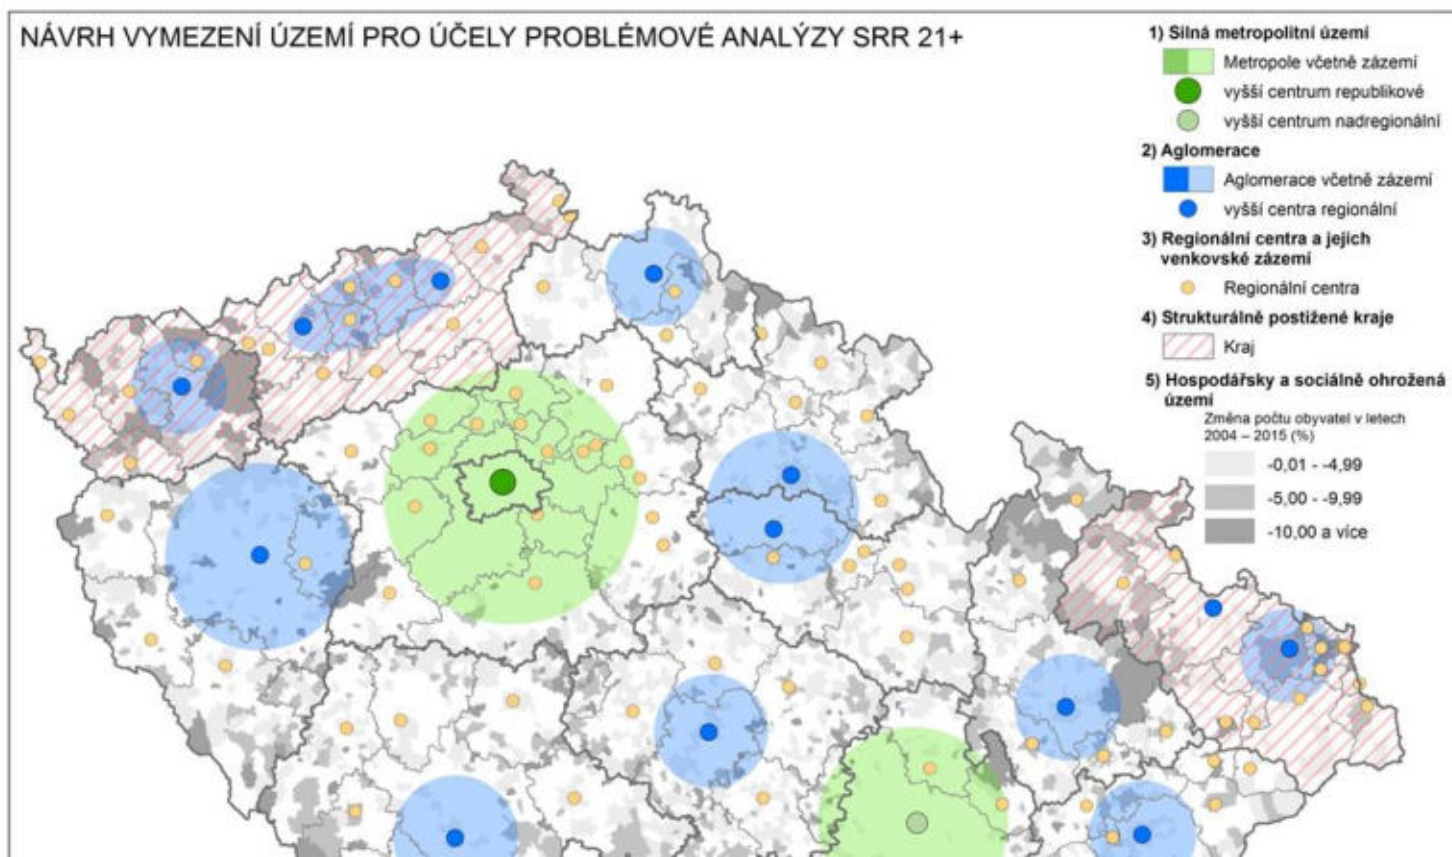 NÁVRH VYMEZENÍ ÚZEMÍ PRO ÚČELY PROBLÉMOVÉ ANALÝZY SRR 21+
1) Silná metropolitní území
Metropole včetně zázemí
vyšší centrum republikové
vyšší centrum nadregionální
2) Aglomerace
Aglomerace včetně zázemí
vyšší centra regionální
3) Regionální centra a jejich
venkovské zázemí
Regionální centra
4) Strukturálně postižené kraje
Kraj
5) Hospodářsky a sociálně ohrožená
území
Změna počtu obyvatel v letech
2004 – 2015 (%)
-0,01 - -4,99
-5,00 - -9,99
-10,00 a více